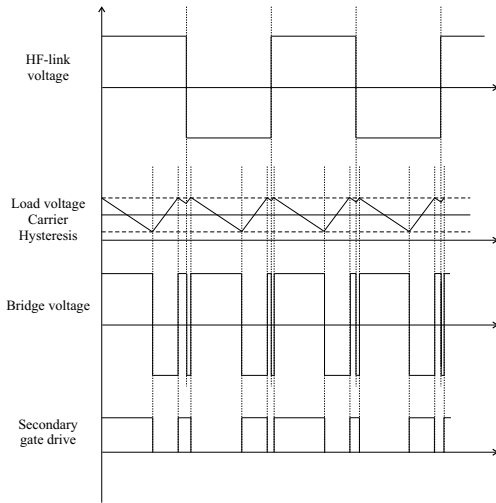 HF-link
voltage
Load voltage
Carrier
Hysteresis
Bridge voltage
Secondary
gate drive